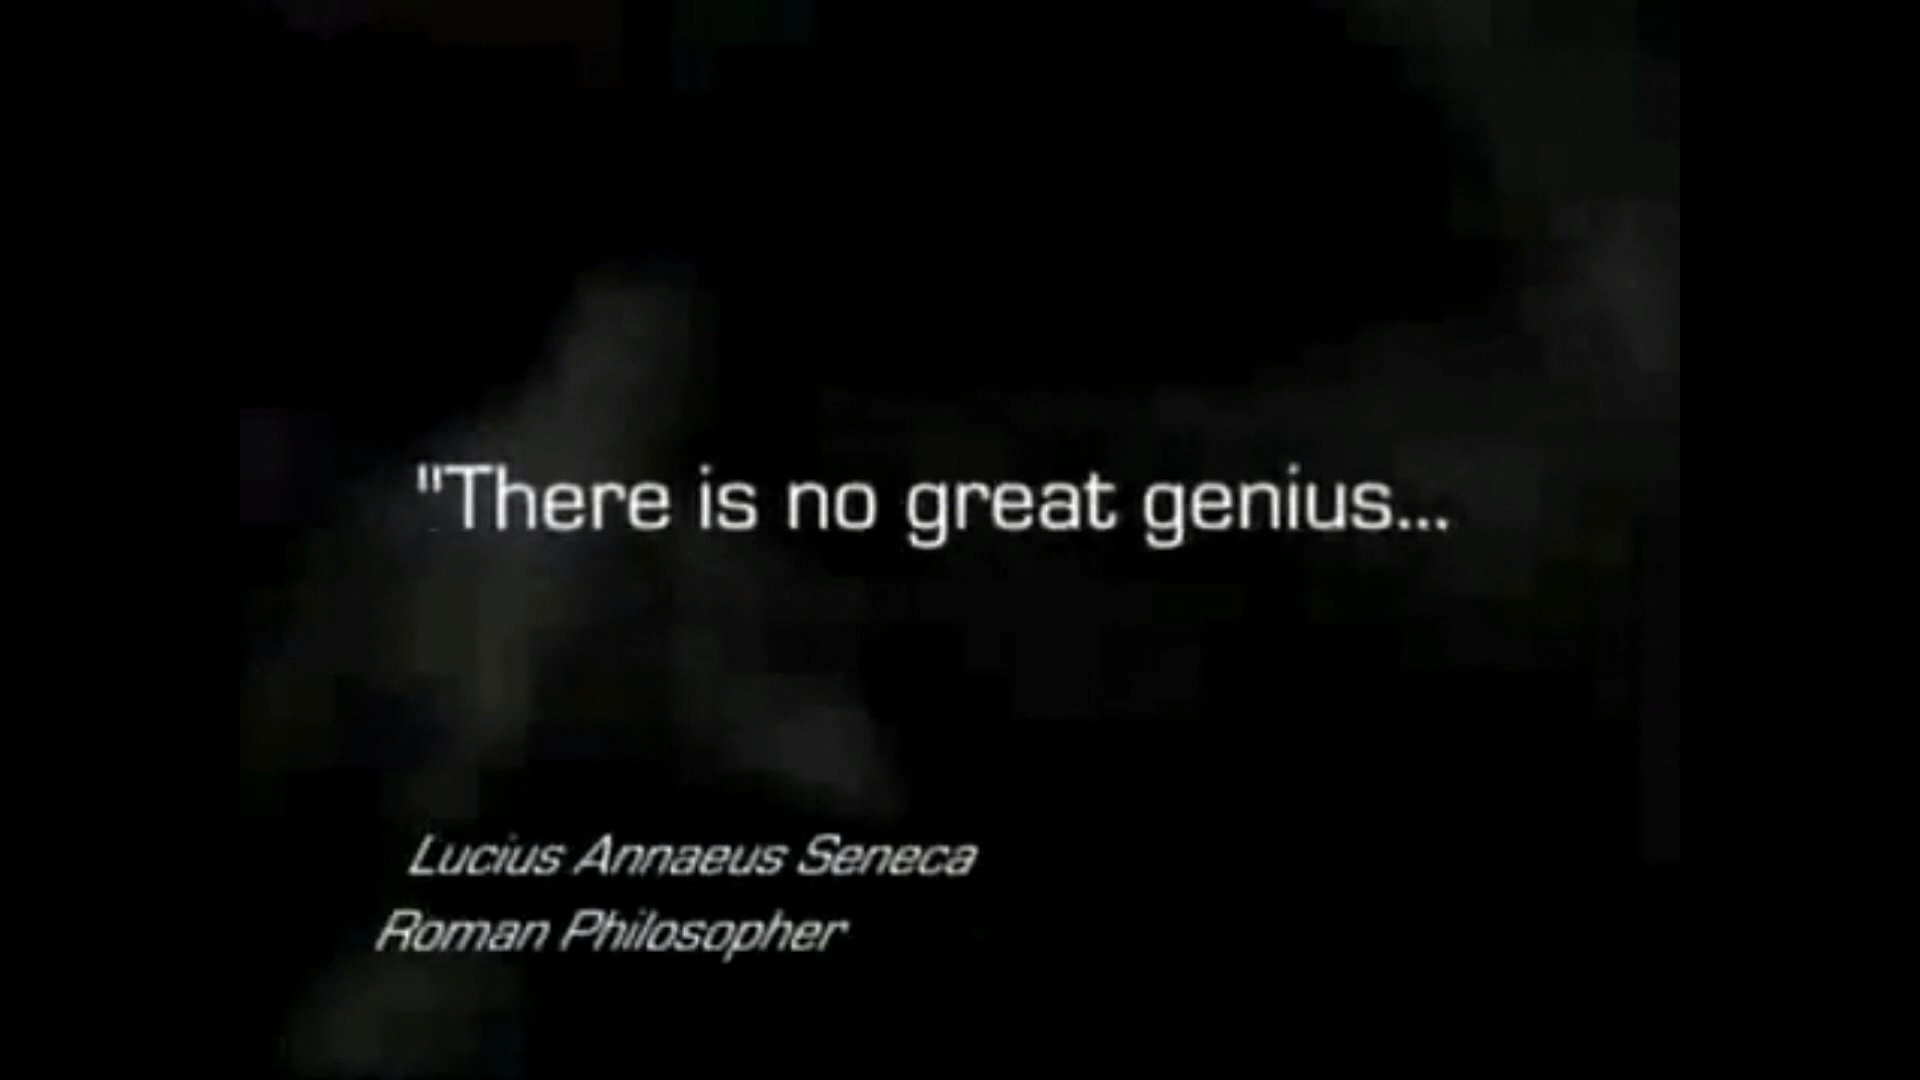 "There is no great genius...
Lucius Annaeus Seneca
Roman Philosopher